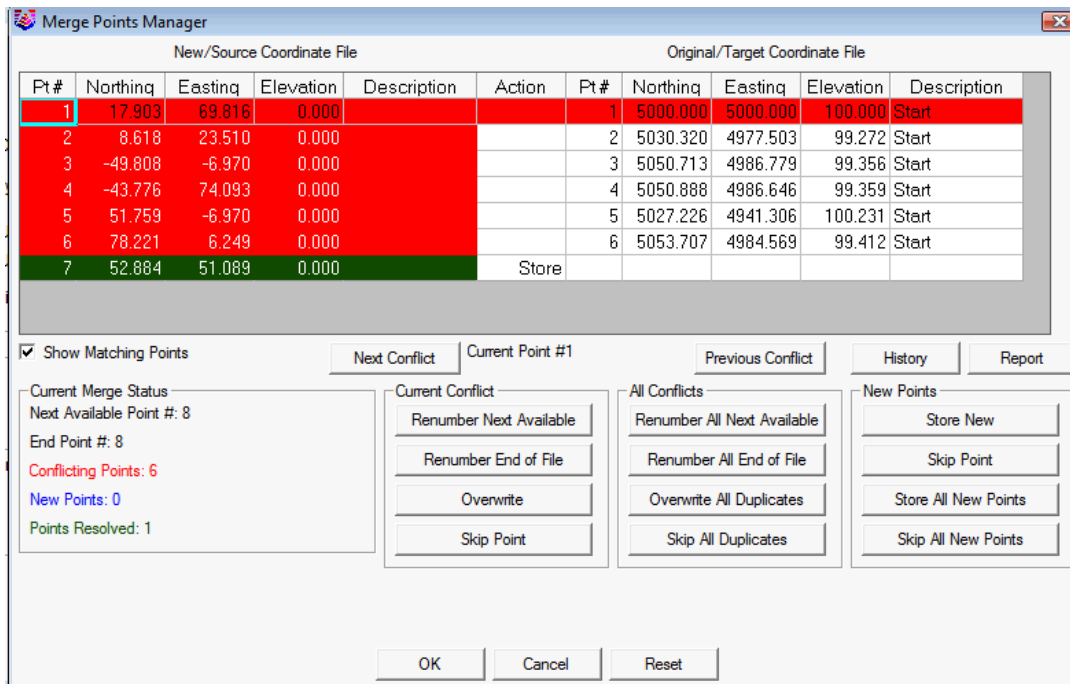 Merge Points Manager
New/Source Coordinate File Original/Target Coordinate File
Pt# Northing Easting Elevation Description Action Pt# Northing Easting Elevation Description
1 17.903 69.816 0.000 1 5000.000 5000.000 100.000 Start
2 8.618 23.510 0.000 2 5030.320 4977.503 99.272 Start
3 -49.808 -6.970 0.000 3 5050.713 4986.779 99.356 Start
4 -43.776 74.093 0.000 4 5050.888 4986.646 99.359 Start
5 51.759 -6.970 0.000 5 5027.226 4941.306 100.231 Start
6 78.221 6.249 0.000 6 5053.707 4984.569 99.412 Start
7 52.884 51.089 0.000 Store
Show Matching Points Next Conflict Current Point #1 Previous Conflict History Report
Current Merge Status Current Conflict All Conflicts New Points
Next Available Point #: 8 Renumber Next Available Renumber All Next Available Store New
End Point #: 8 Renumber End of File Renumber All End of File Skip Point
Conflicting Points: 6
New Points: 0 Overwrite Overwrite All Duplicates Store All New Points
Points Resolved: 1 Skip Point Skip All Duplicates Skip All New Points
OK Cancel Reset